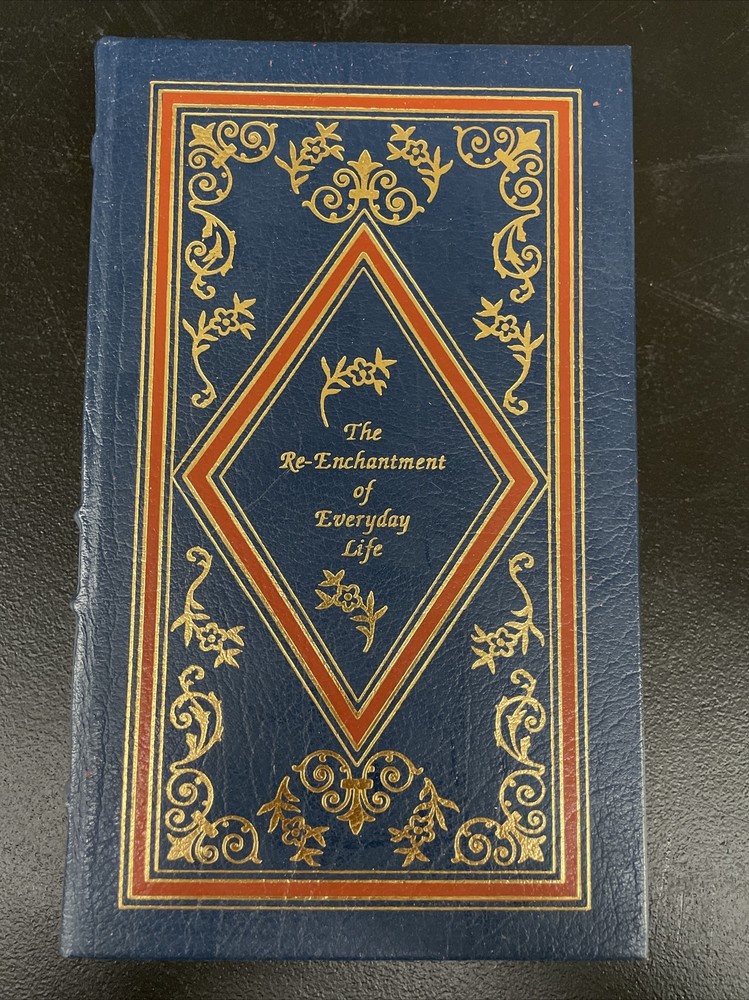 The
Re-Enchantment
of
Everyday
Life